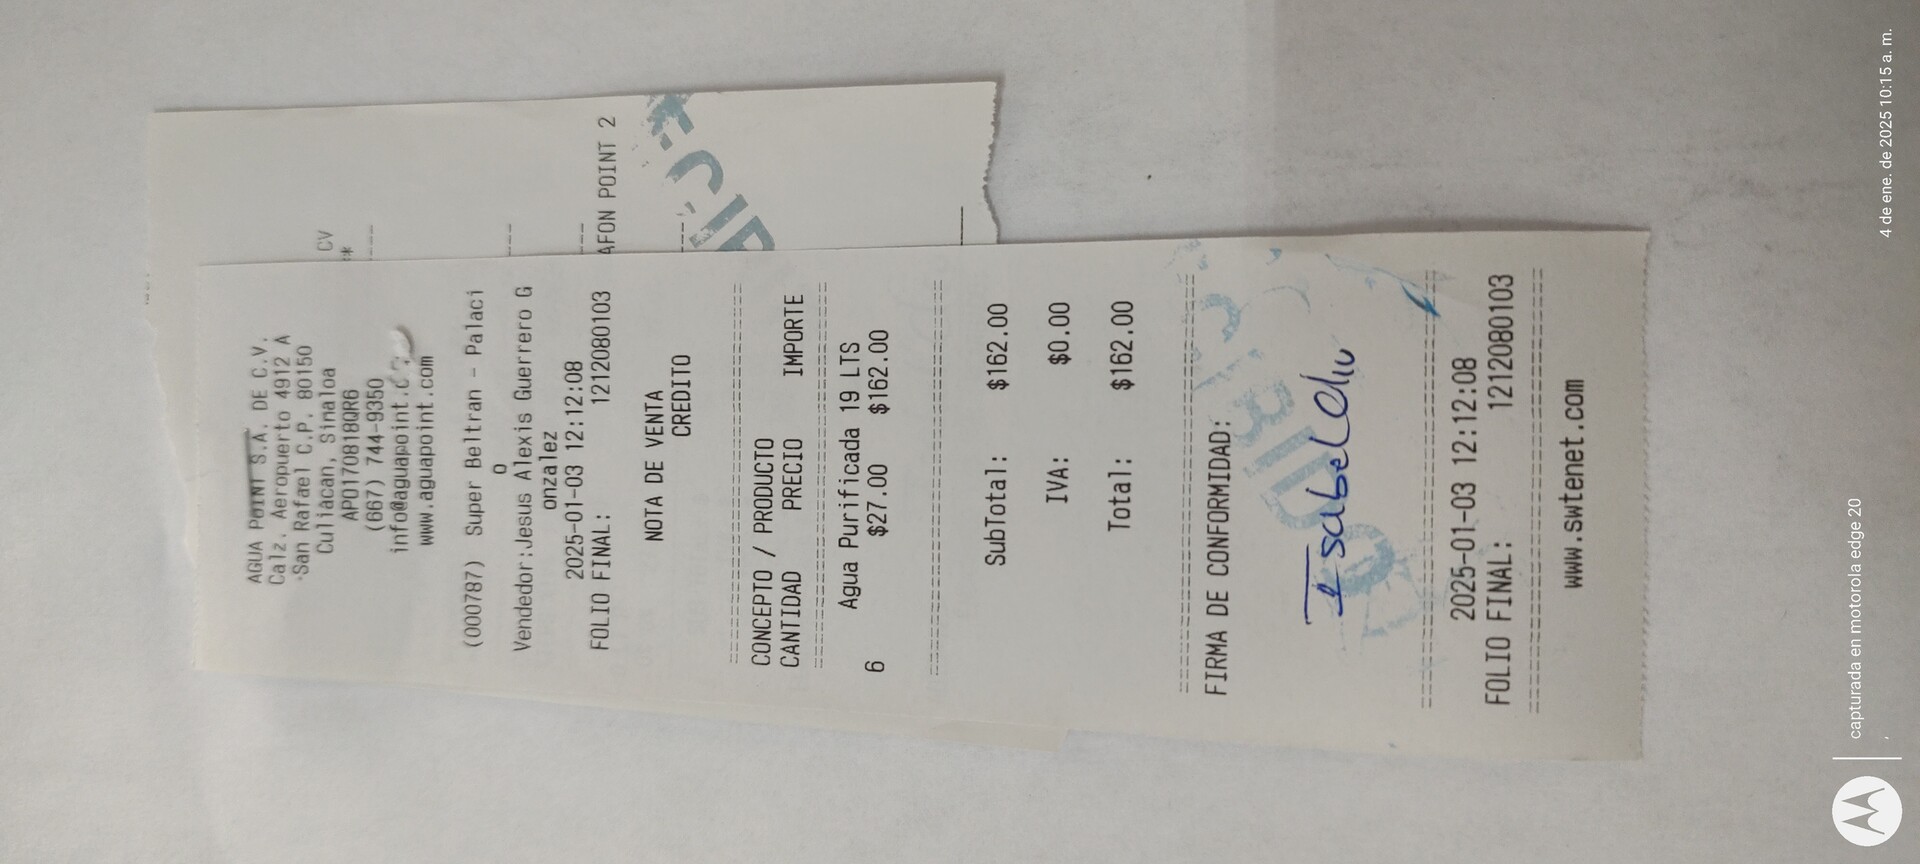 AGUA POINT S.A. DE C.V.
Calz. Aeropuerto 4912 A
San Rafael C.P. 80150
Culiacan, Sinaloa
APO170818QR6
(667) 744-9350
info@aguapoint.c
www.aguapoint.com
(000787) Super Beltran - Palaci
o
Vendedor:Jesus Alexis Guerrero G
onzalez
2025-01-03 12:12:08
FOLIO FINAL: 1212080103
NOTA DE VENTA
CREDITO
CONCEPTO / PRODUCTO
CANTIDAD PRECIO IMPORTE
Agua Purificada 19 LTS
6 $27.00 $162.00
SubTotal: $162.00
IVA: $0.00
Total: $162.00
FIRMA DE CONFORMIDAD:
Isabel
2025-01-03 12:12:08
FOLIO FINAL: 1212080103
www.swtenet.com
CV
AFON POINT 2
capturada en motorola edge 20
4 de ene. de 2025 10:15 a. m.